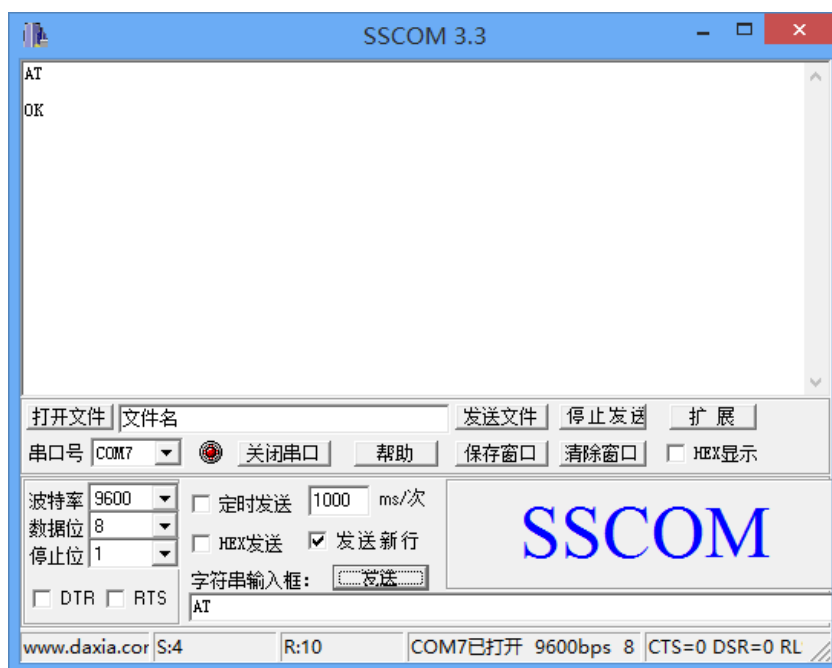 SSCOM 3.3
AT
OK
打开文件 文件名 发送文件 停止发送 扩 展
串口号 COM7 关闭串口 帮助 保存窗口 清除窗口 HEX显示
波特率 9600 定时发送 1000 ms/次
数据位 8
HEX发送 发送新行
停止位 1
SSCOM
字符串输入框: 发送
DTR RTS
AT
www.daxia.cor S:4 R:10 COM7已打开 9600bps 8 CTS=0 DSR=0 RL